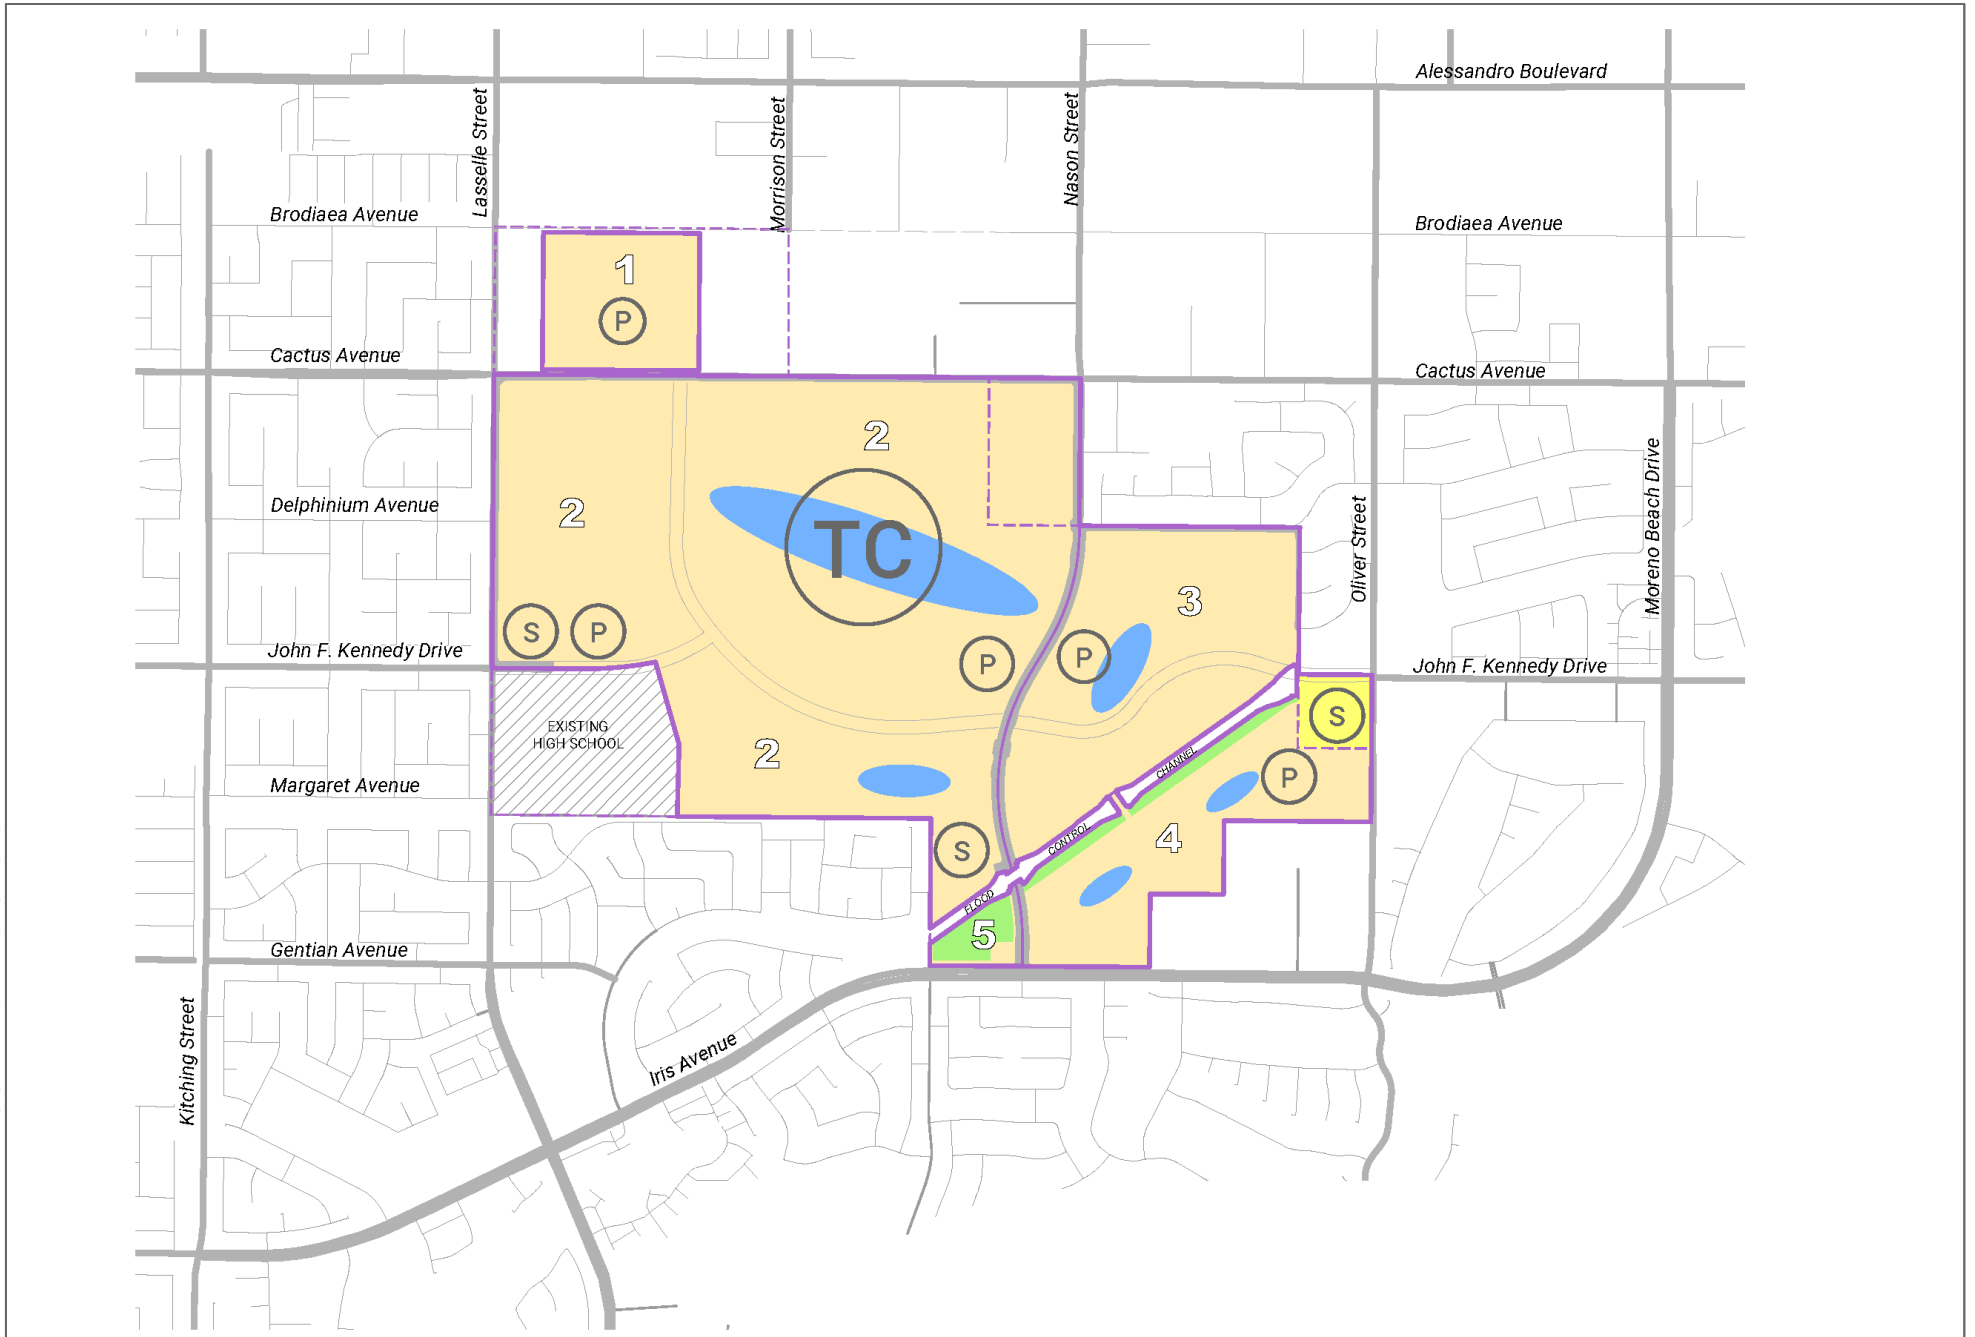 Alessandro Boulevard
Lasselle Street
Morrison Street
Nason Street
Brodiaea Avenue
Brodiaea Avenue
1
P
Cactus Avenue
Cactus Avenue
2
2
TC
Delphinium Avenue
Oliver Street
Moreno Beach Drive
3
S
P
P
P
John F. Kennedy Drive
John F. Kennedy Drive
EXISTING
HIGH SCHOOL
S
2
CHANNEL
P
Margaret Avenue
CONTROL
4
S
FLOOD
5
Gentian Avenue
Kitching Street
Iris Avenue